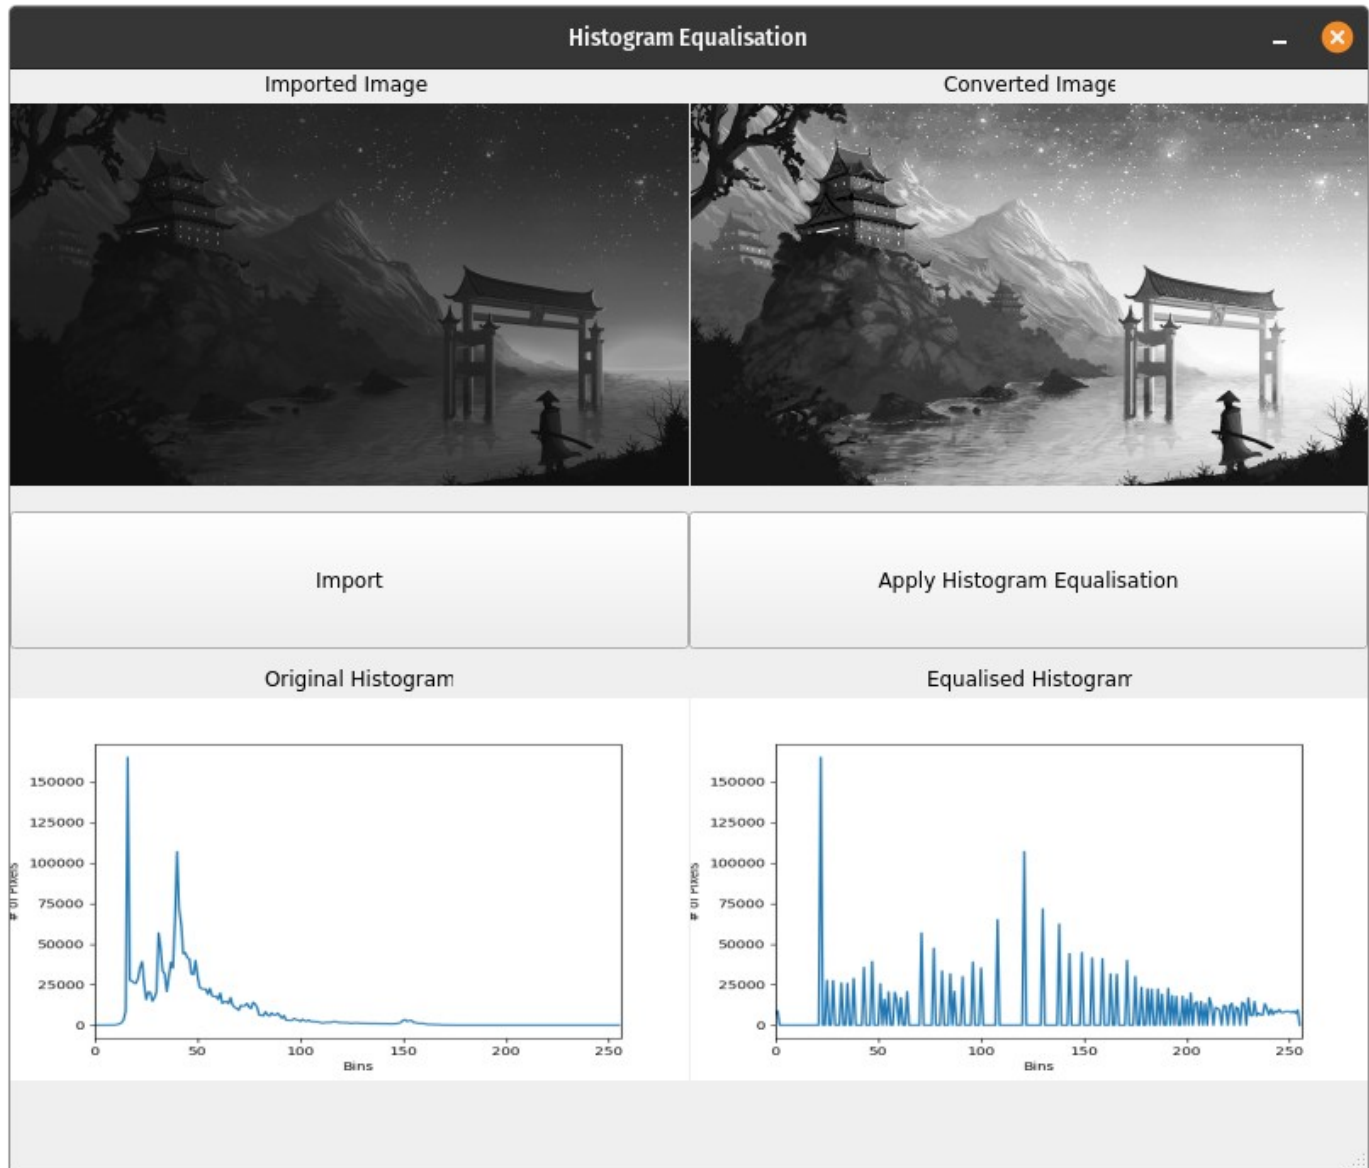 Histogram Equalisation
Imported Image
Converted Image
Import
Apply Histogram Equalisation
Original Histogram
Equalised Histogram
150000
125000
100000
75000
50000
25000
0
# of Pixels
0 50 100 150 200 250
Bins
150000
125000
100000
75000
50000
25000
0
# of Pixels
0 50 100 150 200 250
Bins